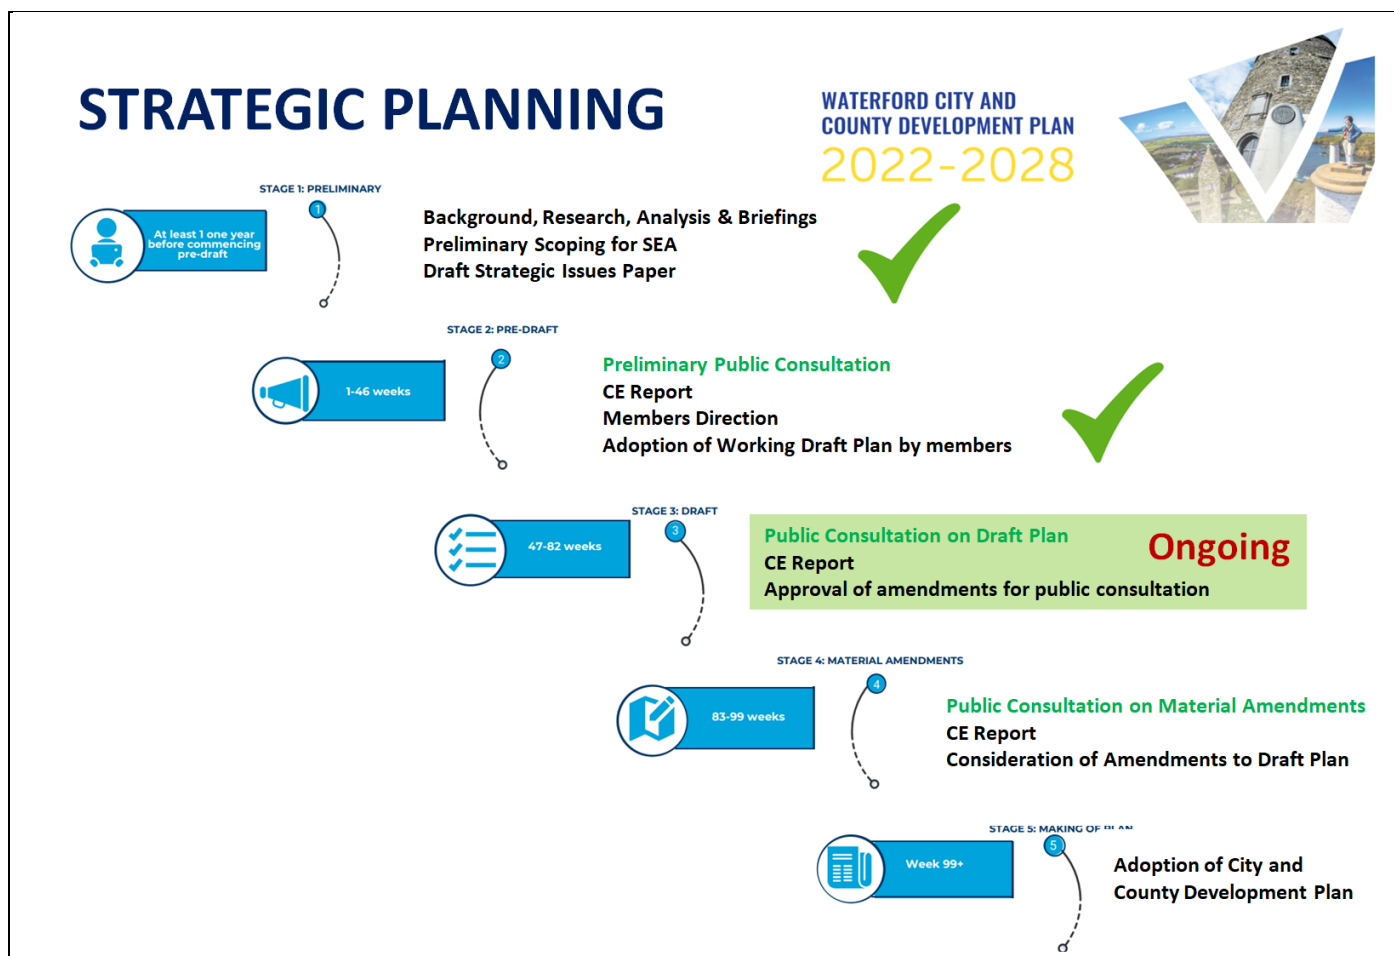 STRATEGIC PLANNING
WATERFORD CITY AND
COUNTY DEVELOPMENT PLAN
2022-2028
STAGE 1: PRELIMINARY
1
At least 1 one year
before commencing
pre-draft
Background, Research, Analysis & Briefings
Preliminary Scoping for SEA
Draft Strategic Issues Paper
STAGE 2: PRE-DRAFT
2
1-46 weeks
Preliminary Public Consultation
CE Report
Members Direction
Adoption of Working Draft Plan by members
STAGE 3: DRAFT
3
47-82 weeks
Public Consultation on Draft Plan
CE Report
Approval of amendments for public consultation
Ongoing
STAGE 4: MATERIAL AMENDMENTS
4
83-99 weeks
Public Consultation on Material Amendments
CE Report
Consideration of Amendments to Draft Plan
STAGE 5: MAKING OF PLAN
5
Week 99+
Adoption of City and
County Development Plan